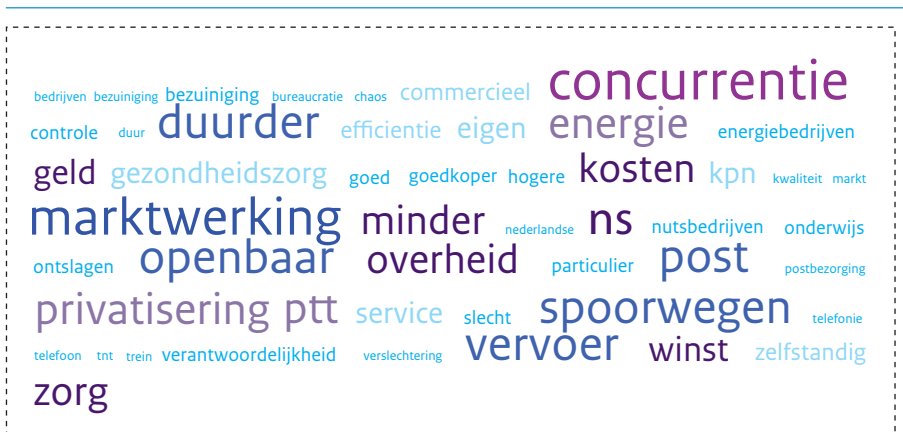 bedrijven bezuiniging bezuiniging bureaucratie chaos commercieel concurrentie
controle duur duurder efficientie eigen energie energiebedrijven
geld gezondheidszorg goed goedkoper hogere kosten kpn kwaliteit markt
marktwerking minder nederlandse ns nutsbedrijven onderwijs
ontslagen openbaar overheid particulier post postbezorging
privatisering ptt service slecht spoorwegen telefonie
telefoon tnt trein verantwoordelijkheid verslechtering vervoer winst zelfstandig
zorg